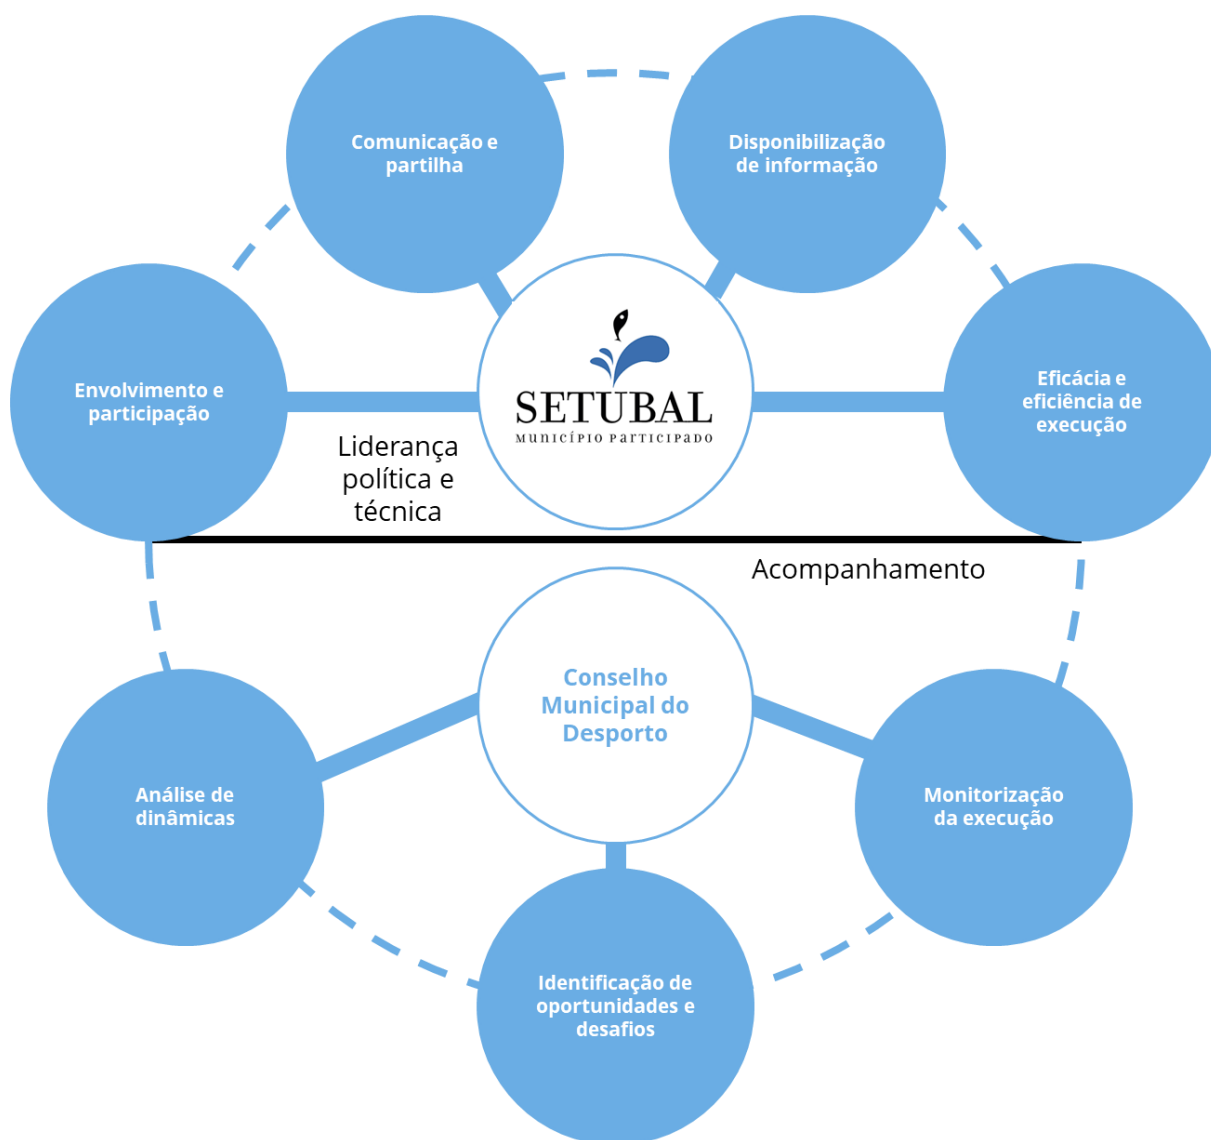 Comunicação e
partilha
Disponibilização
de informação
Envolvimento e
participação
SETUBAL
MUNICÍPIO PARTICIPADO
Eficácia e
eficiência de
execução
Liderança
política e
técnica
Acompanhamento
Conselho
Municipal do
Desporto
Análise de
dinâmicas
Monitorização
da execução
Identificação de
oportunidades e
desafios